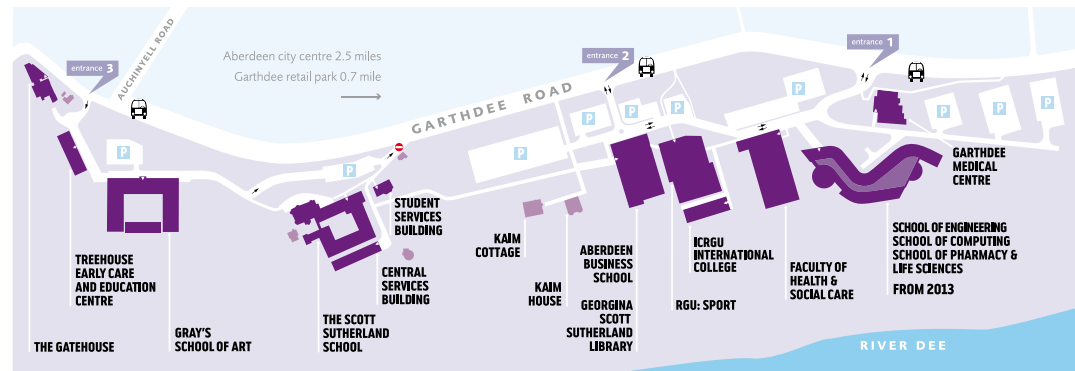 entrance 3
AUCHINYELL ROAD
Aberdeen city centre 2.5 miles
Garthdee retail park 0.7 mile
GARTHDEE ROAD
entrance 2
entrance 1
P
P
P
P
P
P
P
P
P
P
TREEHOUSE
EARLY CARE
AND EDUCATION
CENTRE
THE GATEHOUSE
GRAY'S
SCHOOL OF ART
STUDENT
SERVICES
BUILDING
CENTRAL
SERVICES
BUILDING
THE SCOTT
SUTHERLAND
SCHOOL
KAIM
COTTAGE
KAIM
HOUSE
ABERDEEN
BUSINESS
SCHOOL
GEORGINA
SCOTT
SUTHERLAND
LIBRARY
ICRGU
INTERNATIONAL
COLLEGE
RGU: SPORT
FACULTY OF
HEALTH &
SOCIAL CARE
GARTHDEE
MEDICAL
CENTRE
SCHOOL OF ENGINEERING
SCHOOL OF COMPUTING
SCHOOL OF PHARMACY &
LIFE SCIENCES
FROM 2013
RIVER DEE